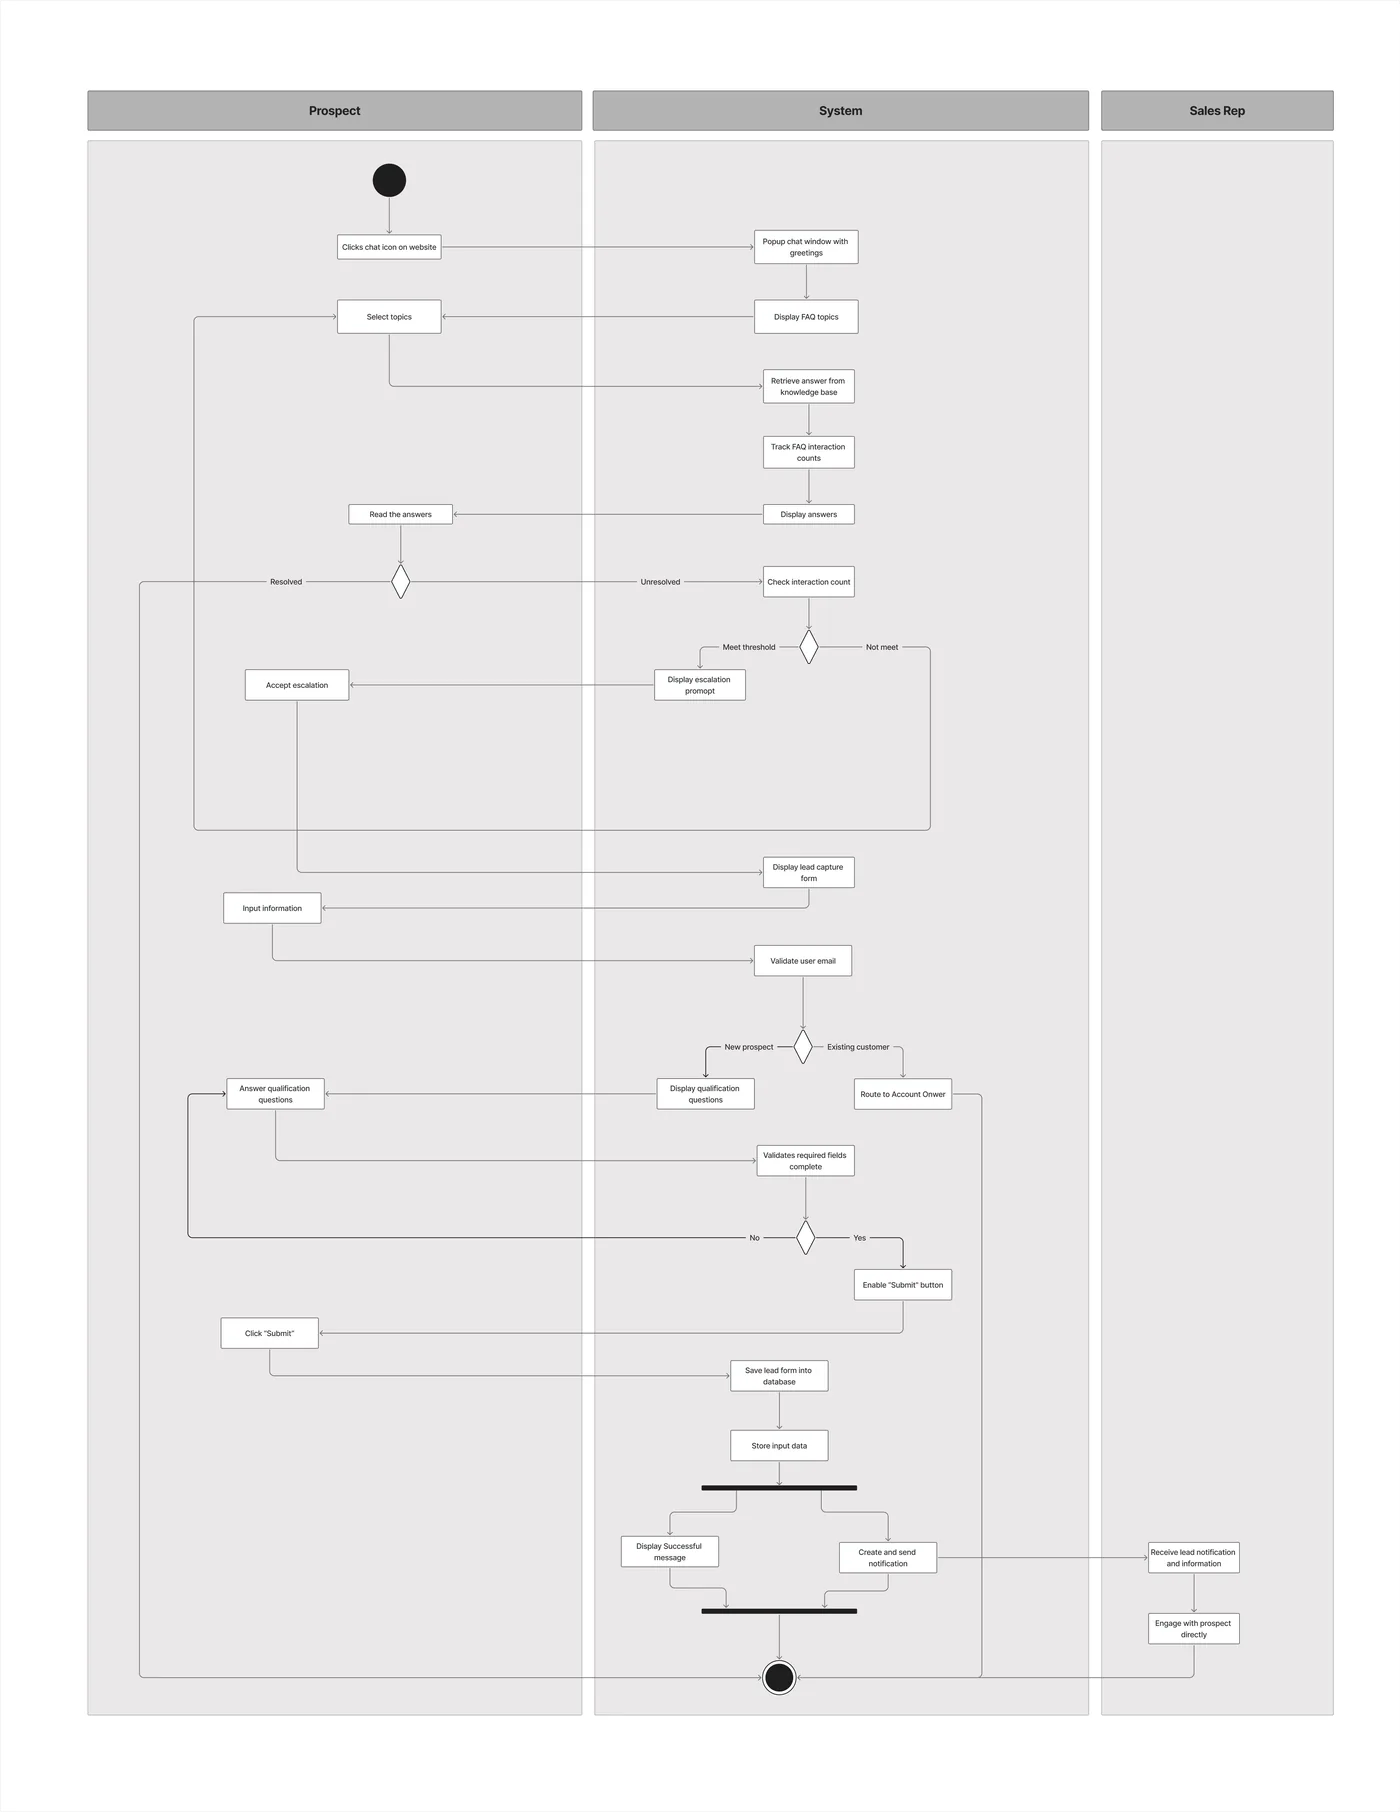 Prospect
System
Sales Rep
Clicks chat icon on website
Popup chat window with
greetings
Select topics
Display FAQ topics
Retrieve answer from
knowledge base
Track FAQ interaction
counts
Read the answers
Display answers
Resolved
Unresolved
Check interaction count
Meet threshold
Not meet
Accept escalation
Display escalation
promopt
Display lead capture
form
Input information
Validate user email
New prospect
Existing customer
Answer qualification
questions
Display qualification
questions
Route to Account Onwer
Validates required fields
complete
No
Yes
Enable "Submit" button
Click "Submit"
Save lead form into
database
Store input data
Display Successful
message
Create and send
notification
Receive lead notification
and information
Engage with prospect
directly